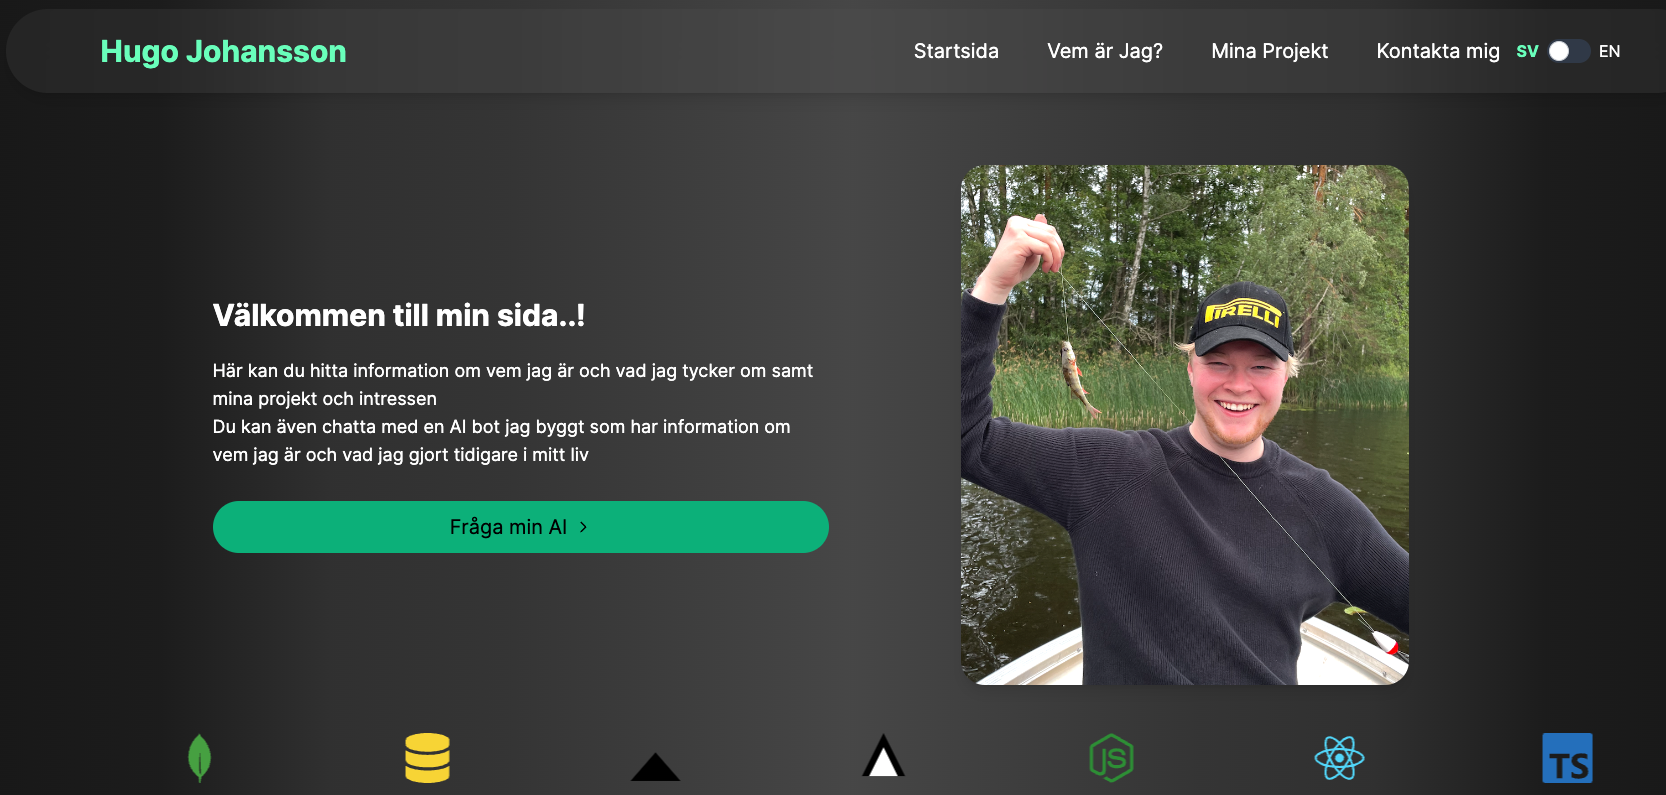 Hugo Johansson
Startsida Vem är Jag? Mina Projekt Kontakta mig SV EN
Välkommen till min sida..!
Här kan du hitta information om vem jag är och vad jag tycker om samt
mina projekt och intressen
Du kan även chatta med en AI bot jag byggt som har information om
vem jag är och vad jag gjort tidigare i mitt liv
Fråga min AI
PIRELLI
JS
TS